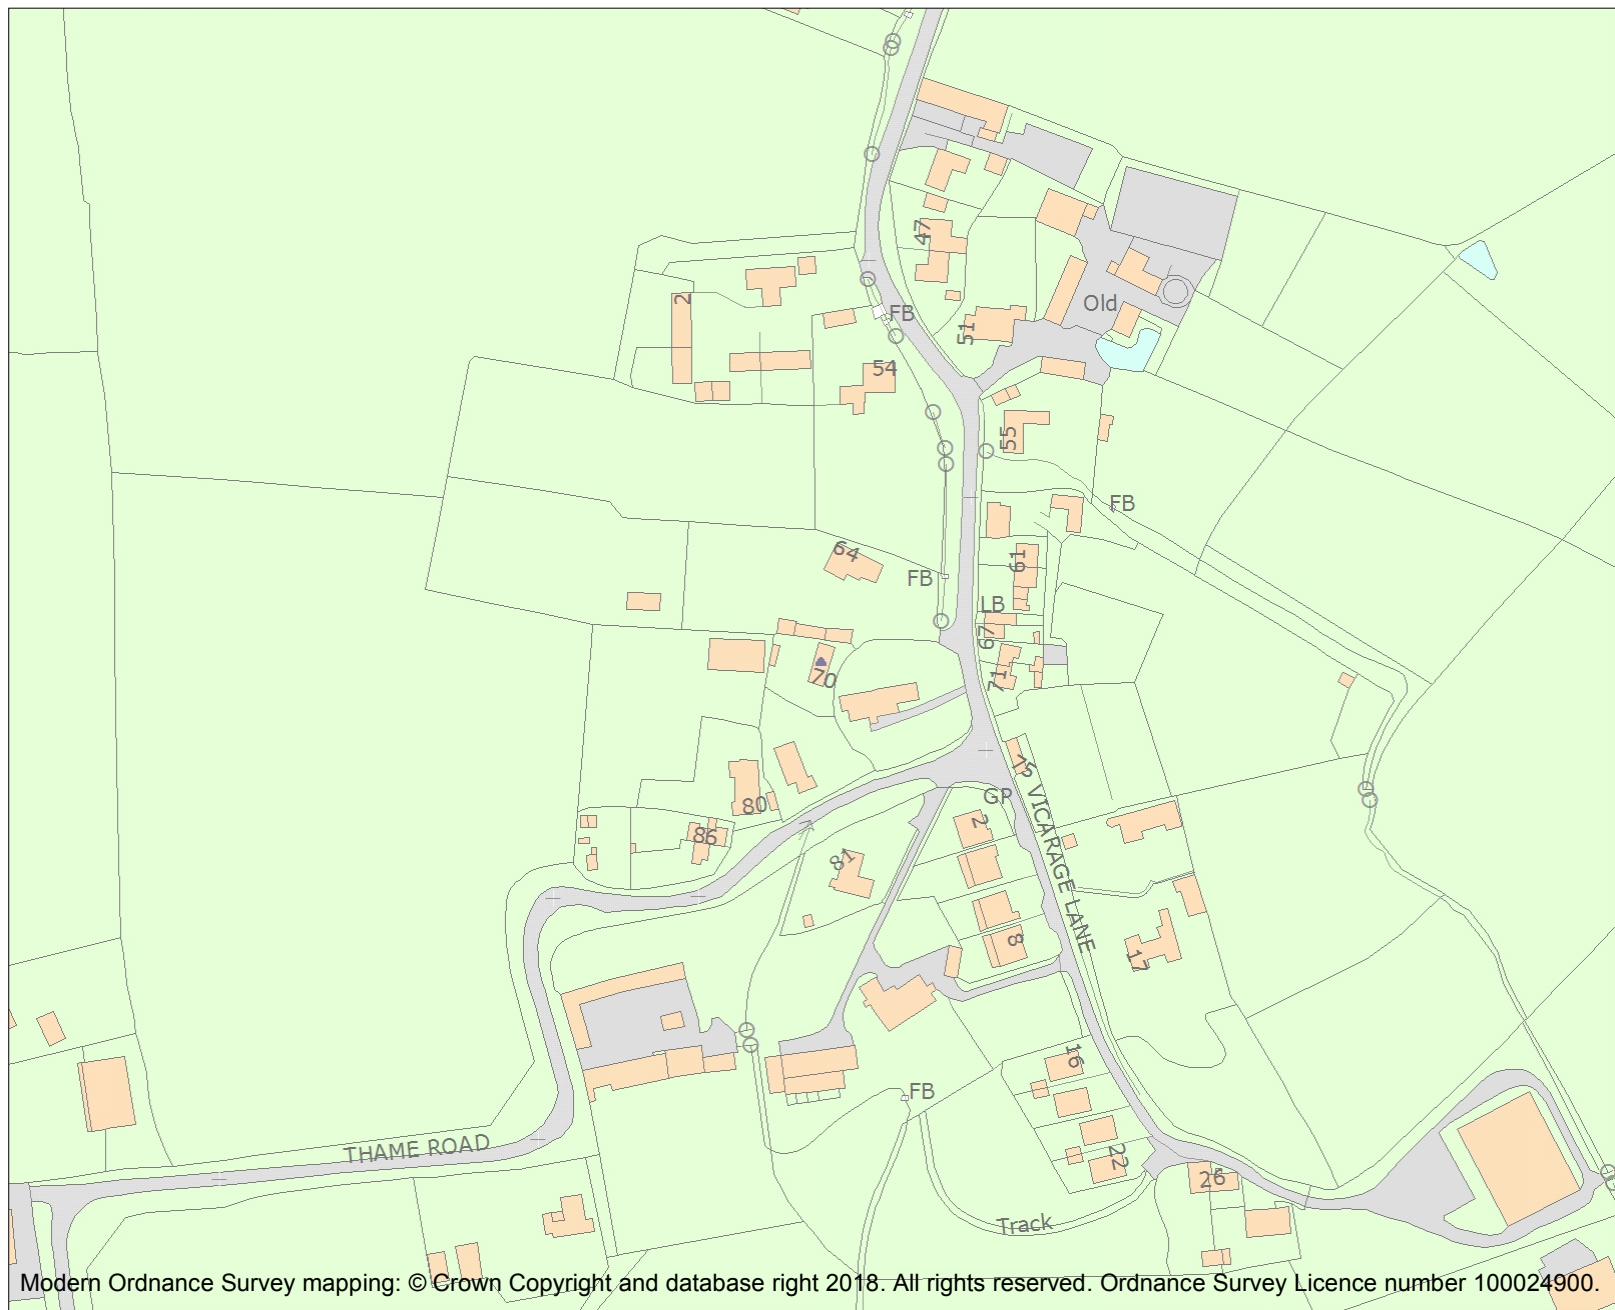 47
2
FB
Old
51
54
55
FB
64
61
FB
LB
67
70
71
75
GP
VICARAGE LANE
80
2
86
81
8
17
16
FB
THAME ROAD
22
26
Track
Modern Ordnance Survey mapping: © Crown Copyright and database right 2018. All rights reserved. Ordnance Survey Licence number 100024900.